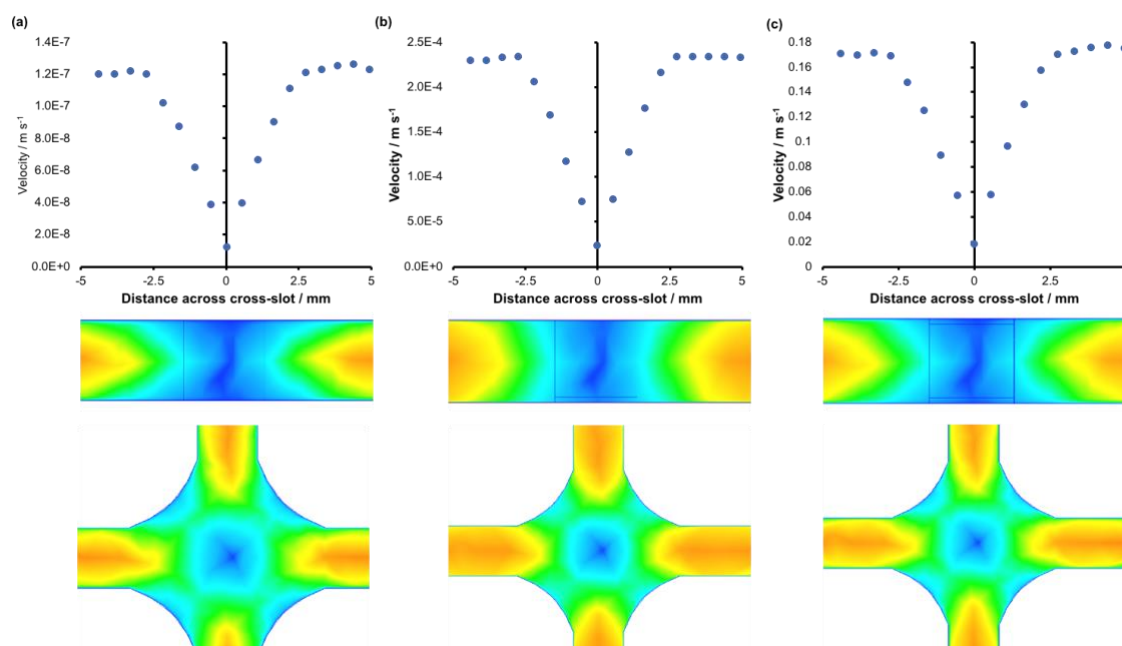 (a)
1.4E-7
1.2E-7
1.0E-7
8.0E-8
6.0E-8
4.0E-8
2.0E-8
0.0E+0
Velocity / m s⁻¹
-5
-2.5
0
2.5
5
Distance across cross-slot / mm
(b)
2.5E-4
2.0E-4
1.5E-4
1.0E-4
5.0E-5
0.0E+0
Velocity / m s⁻¹
-5
-2.5
0
2.5
5
Distance across cross-slot / mm
(c)
0.18
0.16
0.14
0.12
0.1
0.08
0.06
0.04
0.02
0
Velocity / m s⁻¹
-5
-2.5
0
2.5
Distance across cross-slot / mm